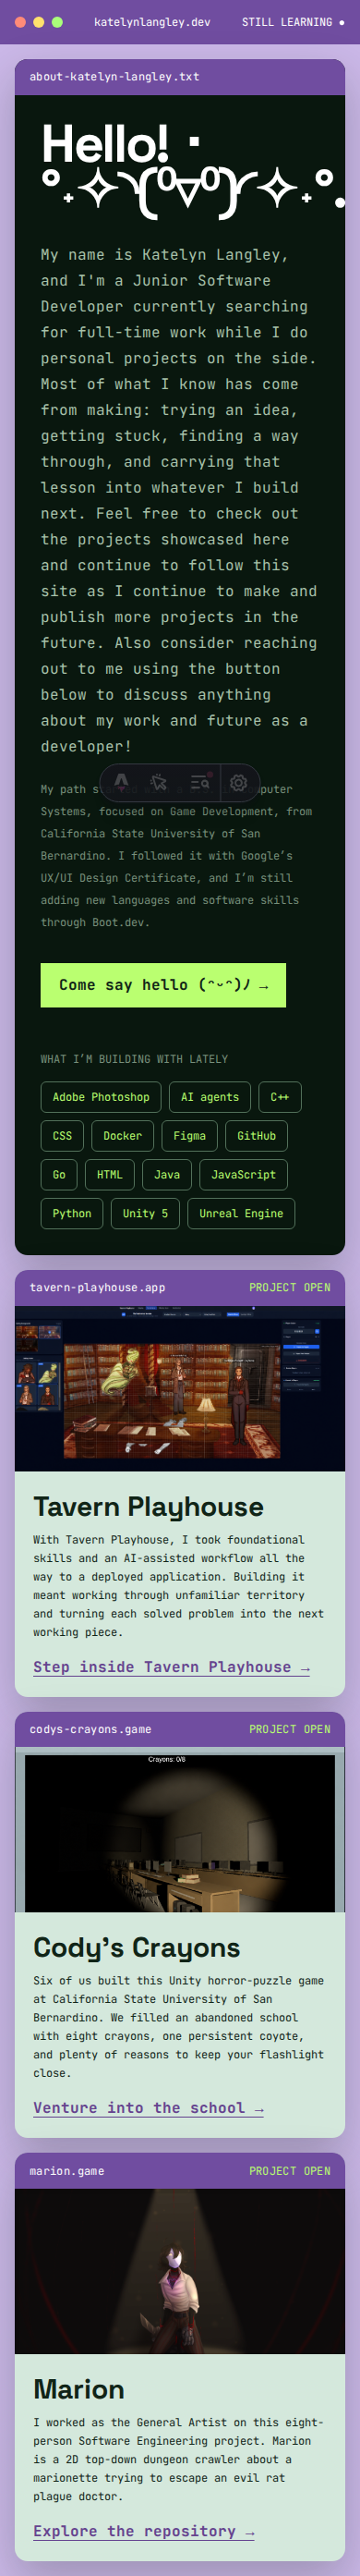 katelynlangley.dev
STILL LEARNING ●
about-katelyn-langley.txt
Hello! ･
°˖✧◝(⁰▿⁰)◜✧˖°.
My name is Katelyn Langley,
and I'm a Junior Software
Developer currently searching
for full-time work while I do
personal projects on the side.
Most of what I know has come
from making: trying an idea,
getting stuck, finding a way
through, and carrying that
lesson into whatever I build
next. Feel free to check out
the projects showcased here
and continue to follow this
site as I continue to make and
publish more projects in the
future. Also consider reaching
out to me using the button
below to discuss anything
about my work and future as a
developer!
My path
Systems, focused on Game Development, from
California State University of San
Bernardino. I followed it with Google’s
UX/UI Design Certificate, and I’m still
adding new languages and software skills
through Boot.dev.
Come say hello (ᵔᵕᵔ)ﾉ →
WHAT I’M BUILDING WITH LATELY
Adobe Photoshop
AI agents
C++
CSS
Docker
Figma
GitHub
Go
HTML
Java
JavaScript
Python
Unity 5
Unreal Engine
tavern-playhouse.app
PROJECT OPEN
Tavern Playhouse
With Tavern Playhouse, I took foundational
skills and an AI-assisted workflow all the
way to a deployed application. Building it
meant working through unfamiliar territory
and turning each solved problem into the next
working piece.
Step inside Tavern Playhouse →
codys-crayons.game
PROJECT OPEN
Crayons: 0/8
Cody’s Crayons
Six of us built this Unity horror-puzzle game
at California State University of San
Bernardino. We filled an abandoned school
with eight crayons, one persistent coyote,
and plenty of reasons to keep your flashlight
close.
Venture into the school →
marion.game
PROJECT OPEN
Marion
I worked as the General Artist on this eight-
person Software Engineering project. Marion
is a 2D top-down dungeon crawler about a
marionette trying to escape an evil rat
plague doctor.
Explore the repository →